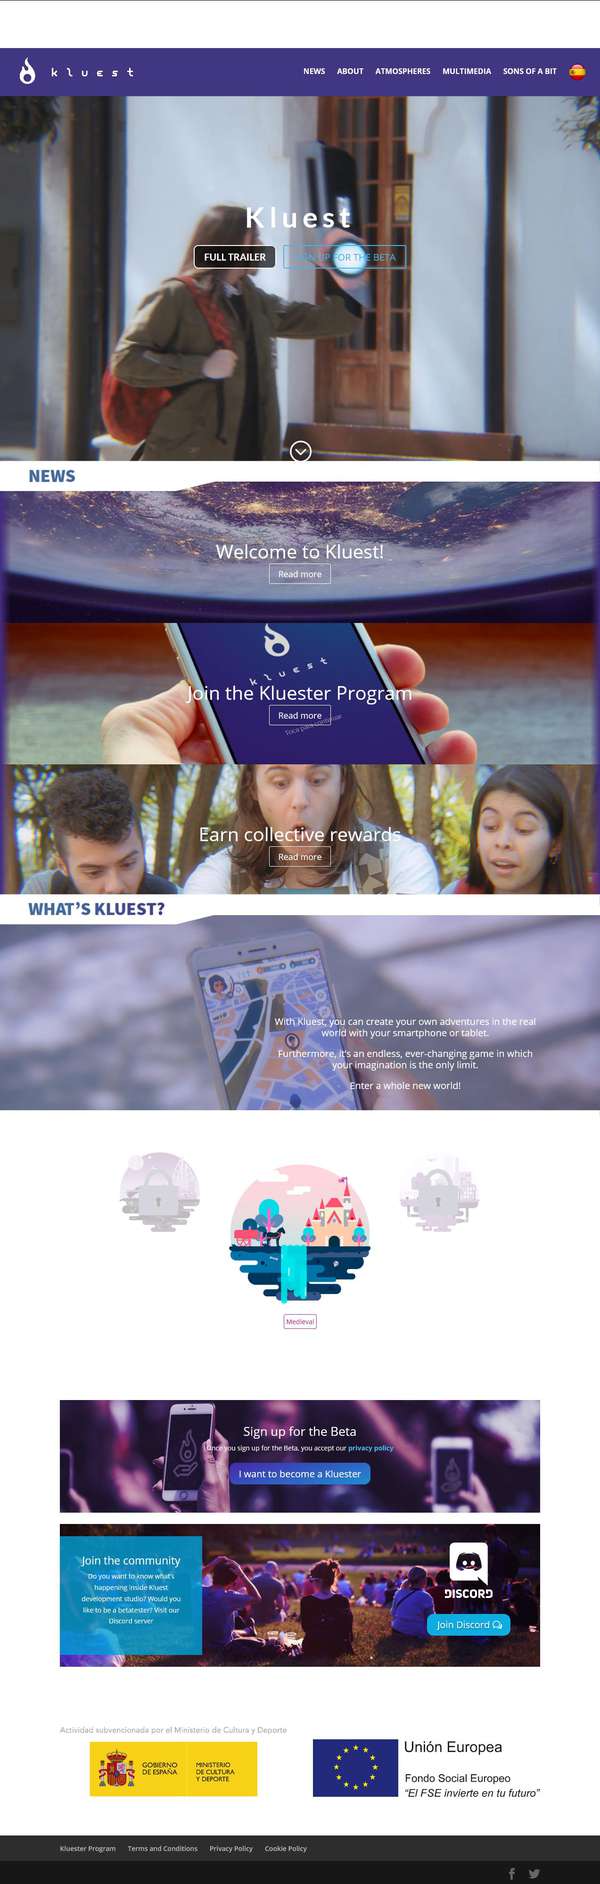 kluest
NEWS ABOUT ATMOSPHERES MULTIMEDIA SONS OF A BIT
Kluest
FULL TRAILER
UP FOR THE BETA
NEWS
Welcome to Kluest!
Read more
kluest
Join the Kluester Program
Read more
Toca para continuar
Earn collective rewards
Read more
WHAT'S KLUEST?
With Kluest, you can create your own adventures in the real
world with your smartphone or tablet.
Furthermore, it's an endless, ever-changing game in which
your imagination is the only limit.
Enter a whole new world!
Medieval
Sign up for the Beta
Once you sign up for the Beta, you accept our privacy policy
I want to become a Kluester
Join the community
Do you want to know what's
happening inside Kluest
development studio? Would you
like to be a betatester? Visit our
Discord server
DISCORD
Join Discord
Actividad subvencionada por el Ministerio de Cultura y Deporte
GOBIERNO
DE ESPAÑA
MINISTERIO
DE CULTURA
Y DEPORTE
Unión Europea
Fondo Social Europeo
“El FSE invierte en tu futuro”
Kluester Program Terms and Conditions Privacy Policy Cookie Policy